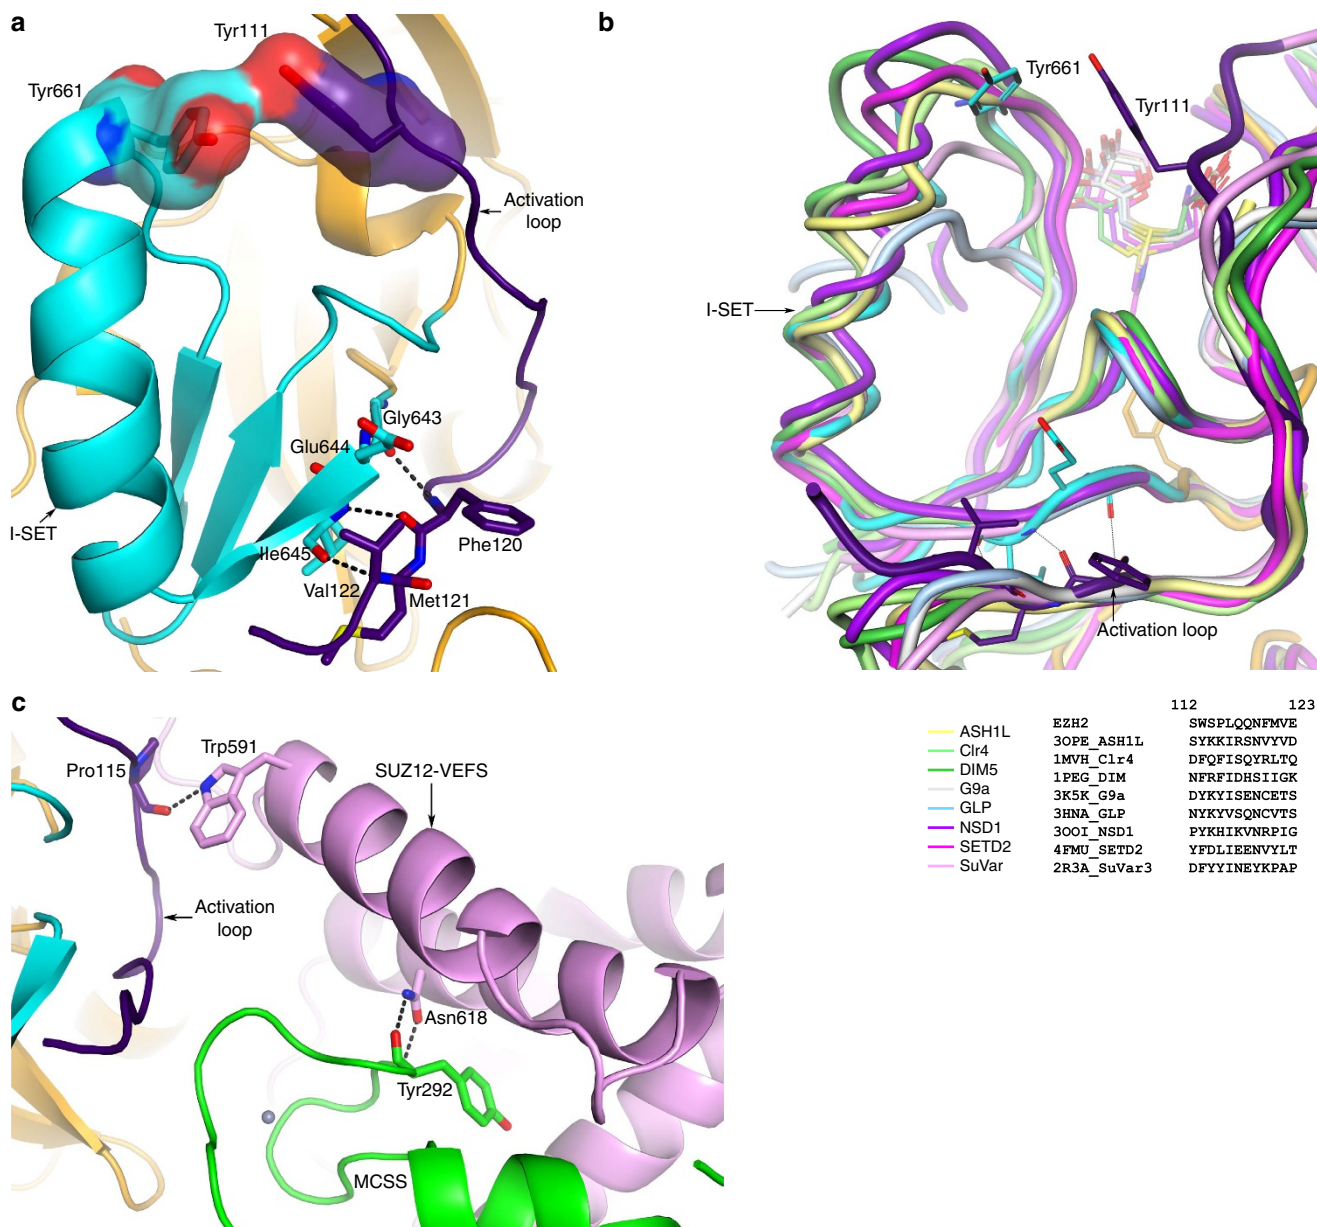 a
Tyr111
Tyr661
Activation
loop
Gly643
Glu644
I-SET
Ile645
Phe120
Val122
Met121
b
Tyr661
Tyr111
I-SET
Activation loop
c
Trp591
Pro115
SUZ12-VEFS
Activation
loop
Asn618
Tyr292
MCSS
112 123
EZH2 SWSPLQQNFMVE
ASH1L 3OPE_ASH1L SYKKIRSNVYVD
Clr4 1MVH_Clr4 DFQFISQYRLTQ
DIM5 1PEG_DIM NFRFIDHSIIGK
G9a 3K5K_G9a DYKYISENCETS
GLP 3HNA_GLP NYKYVSQNCVTS
NSD1 3OOI_NSD1 PYKHIKVNRPIG
SETD2 4FMU_SETD2 YFDLIEENVYLT
SuVar 2R3A_SuVar3 DFYYINEYKPAP